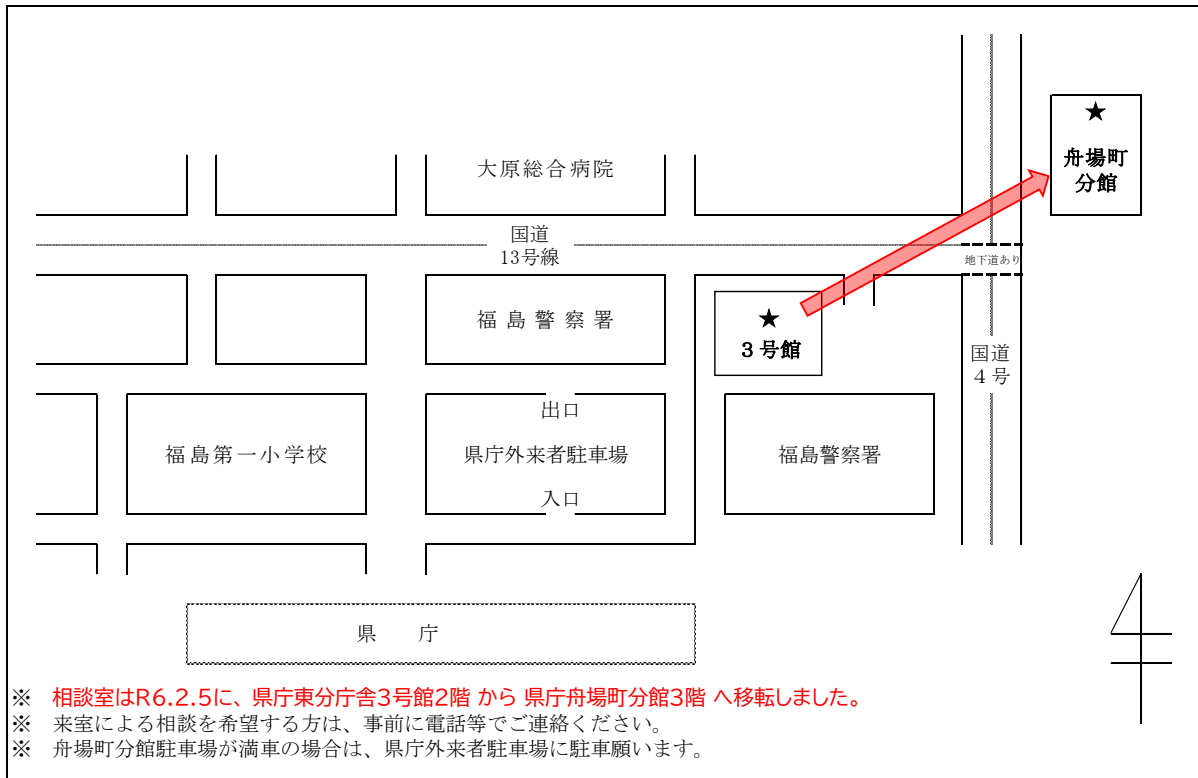 ★
舟場町
分館
大原総合病院
国道
13号線
地下道あり
福島警察署
★
3号館
国道
4号
出口
福島第一小学校
県庁外来者駐車場
福島警察署
入口
県　庁
※　相談室はR6.2.5に、県庁東分庁舎3号館2階 から 県庁舟場町分館3階 へ移転しました。
※　来室による相談を希望する方は、事前に電話等でご連絡ください。
※　舟場町分館駐車場が満車の場合は、県庁外来者駐車場に駐車願います。